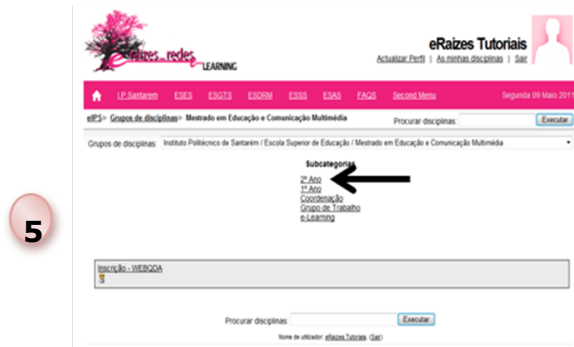 eRaizes Tutoriais
eRaizes_em_redes_LEARNING
Actualizar Perfil | As minhas disciplinas | Sair
I.P.Santarem ESES ESGTS ESDRM ESSS ESAS FAQS Second Menu Segunda 09 Maio 2011
eIPS> Grupos de disciplinas> Mestrado em Educação e Comunicação Multimédia Procurar disciplinas: Executar
Grupos de disciplinas: Instituto Politécnico de Santarém / Escola Superior de Educação / Mestrado em Educação e Comunicação Multimédia
Subcategorias
2º Ano
1º Ano
Coordenação
Grupo de Trabalho
e-Learning
5
Inscrição - WEBQDA
Procurar disciplinas: Executar
Nome de utilizador: eRaizes Tutoriais. (Sair)